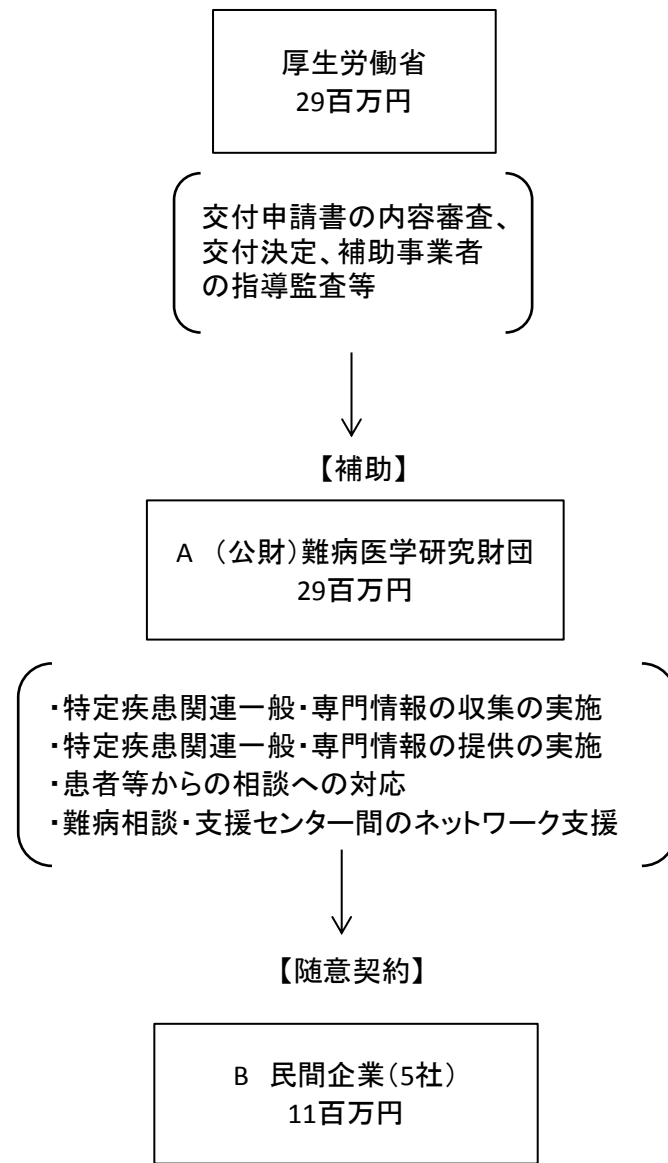 厚生労働省
29百万円
交付申請書の内容審査、
交付決定、補助事業者
の指導監査等
【補助】
A （公財）難病医学研究財団
29百万円
・特定疾患関連一般・専門情報の収集の実施
・特定疾患関連一般・専門情報の提供の実施
・患者等からの相談への対応
・難病相談・支援センター間のネットワーク支援
【随意契約】
B 民間企業（5社）
11百万円